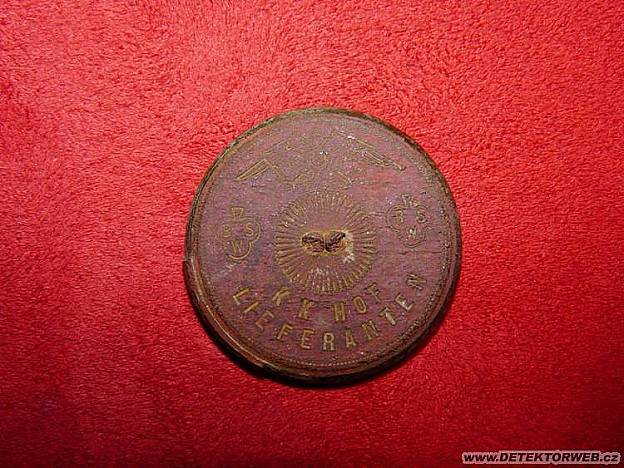 B S
W
K K HOF
LIEFERANTEN
www.DETEKTORWEB.cz